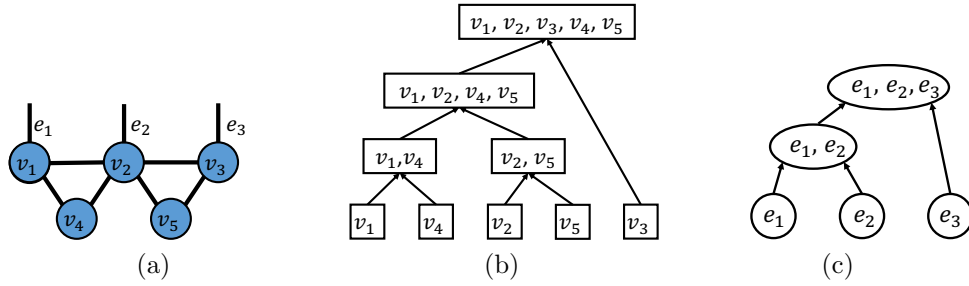 v₁, v₂, v₃, v₄, v₅
v₁, v₂, v₄, v₅
e₁, e₂, e₃
e₁ e₂ e₃
v₁ v₂ v₃
v₁,v₄ v₂, v₅
e₁, e₂
v₄ v₅
v₁ v₄ v₂ v₅ v₃
e₁ e₂ e₃
(a) (b) (c)